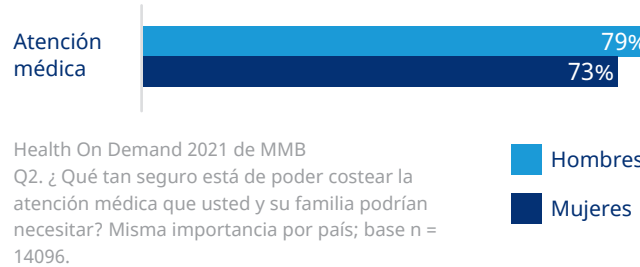 Atención
médica
79%
73%
Health On Demand 2021 de MMB
Q2. ¿ Qué tan seguro está de poder costear la
atención médica que usted y su familia podrían
necesitar? Misma importancia por país; base n =
14096.
Hombres
Mujeres